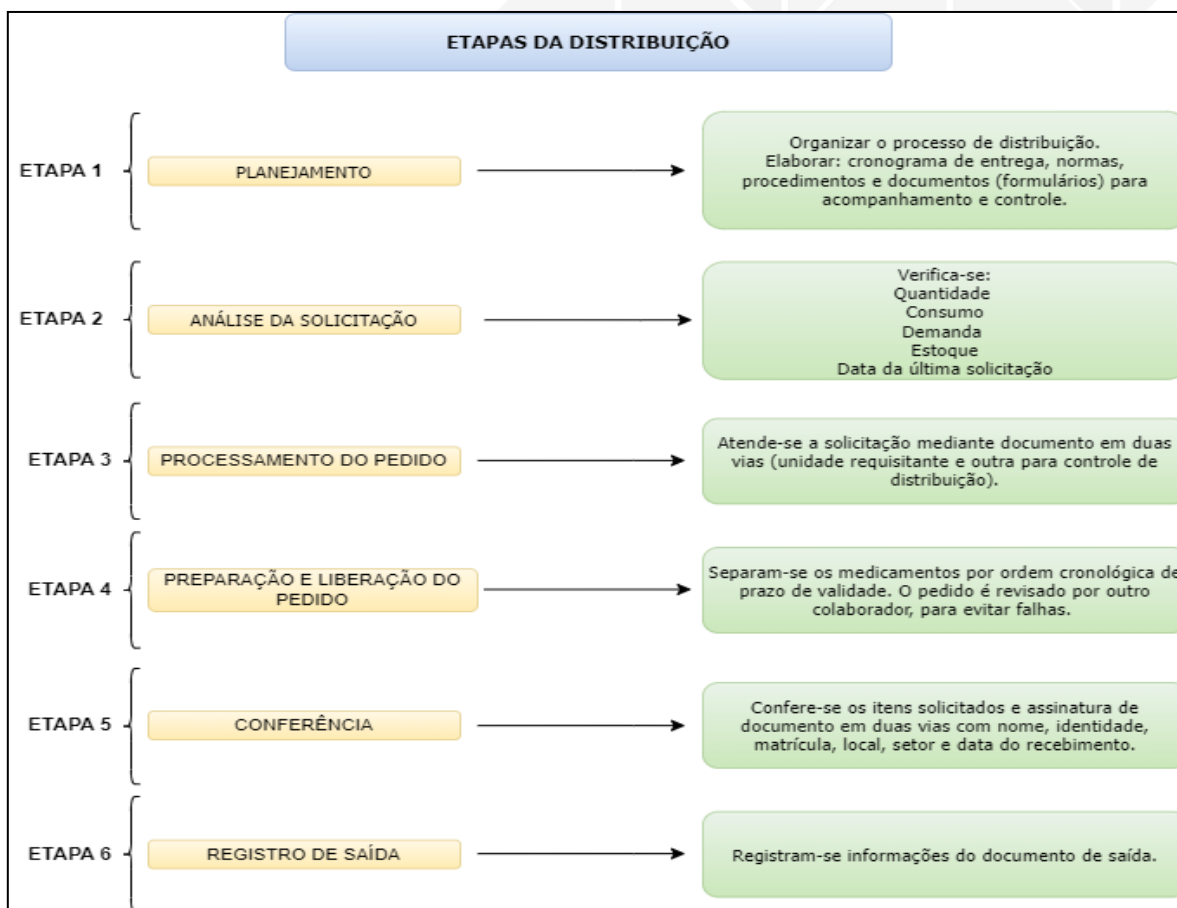 ETAPAS DA DISTRIBUIÇÃO
ETAPA 1
PLANEJAMENTO
Organizar o processo de distribuição.
Elaborar: cronograma de entrega, normas,
procedimentos e documentos (formulários) para
acompanhamento e controle.
ETAPA 2
ANÁLISE DA SOLICITAÇÃO
Verifica-se:
Quantidade
Consumo
Demanda
Estoque
Data da última solicitação
ETAPA 3
PROCESSAMENTO DO PEDIDO
Atende-se a solicitação mediante documento em duas
vias (unidade requisitante e outra para controle de
distribuição).
ETAPA 4
PREPARAÇÃO E LIBERAÇÃO DO
PEDIDO
Separam-se os medicamentos por ordem cronológica de
prazo de validade. O pedido é revisado por outro
colaborador, para evitar falhas.
ETAPA 5
CONFERÊNCIA
Confere-se os itens solicitados e assinatura de
documento em duas vias com nome, identidade,
matrícula, local, setor e data do recebimento.
ETAPA 6
REGISTRO DE SAÍDA
Registram-se informações do documento de saída.